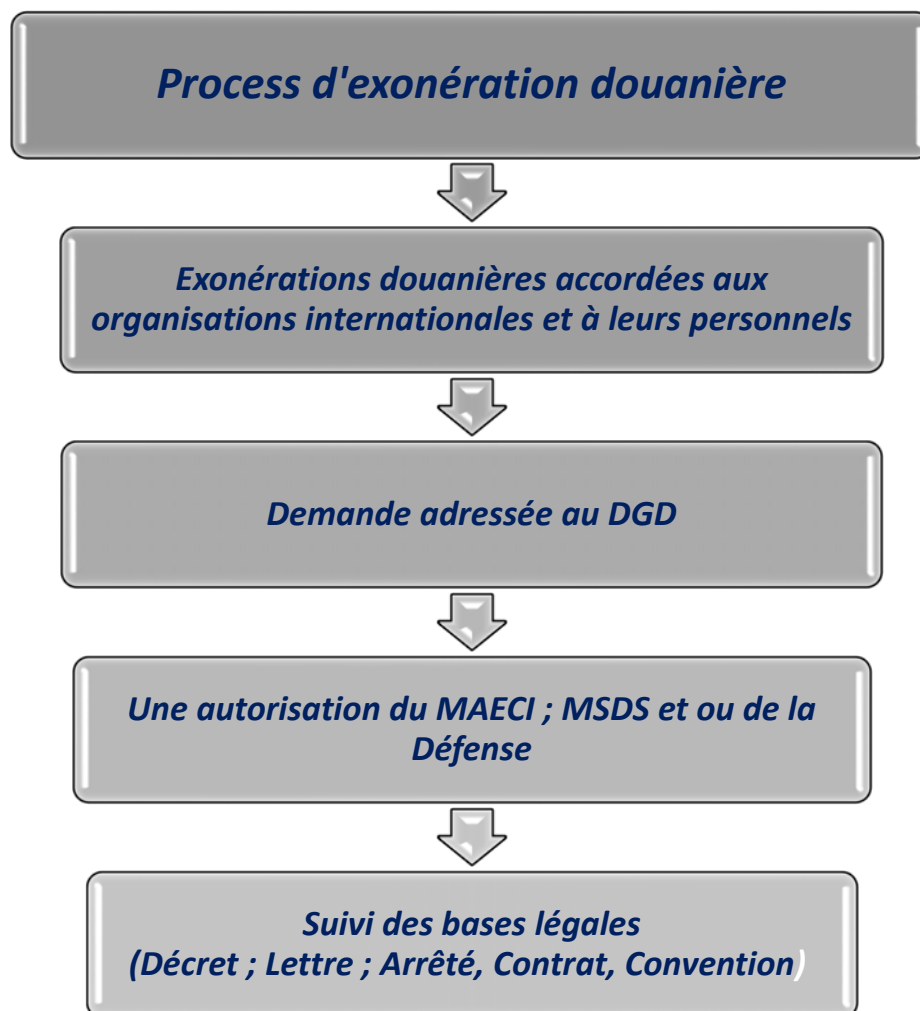 Process d'exonération douanière
Exonérations douanières accordées aux
organisations internationales et à leurs personnels
Demande adressée au DGD
Une autorisation du MAECI ; MSDS et ou de la
Défense
Suivi des bases légales
(Décret ; Lettre ; Arrêté, Contrat, Convention)